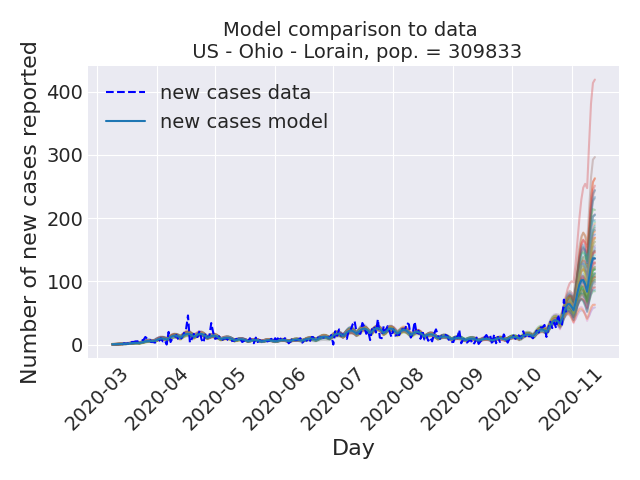 Model comparison to data
US - Ohio - Lorain, pop. = 309833
Number of new cases reported
400
300
200
100
0
new cases data
new cases model
2020-03
2020-04
2020-05
2020-06
2020-07
2020-08
2020-09
2020-10
2020-11
Day